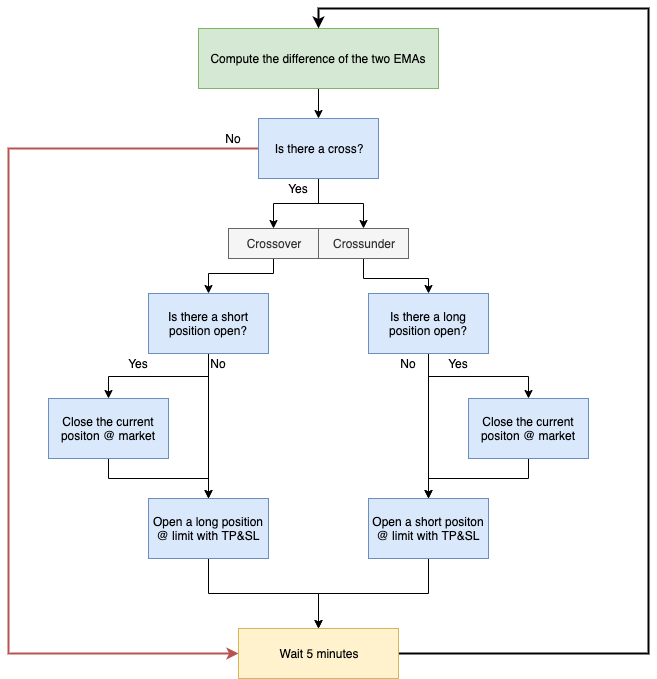 Compute the difference of the two EMAs
No
Is there a cross?
Yes
Crossover
Crossunder
Is there a short
position open?
Is there a long
position open?
Yes
No
No
Yes
Close the current
positon @ market
Close the current
positon @ market
Open a long position
@ limit with TP&SL
Open a short positon
@ limit with TP&SL
Wait 5 minutes